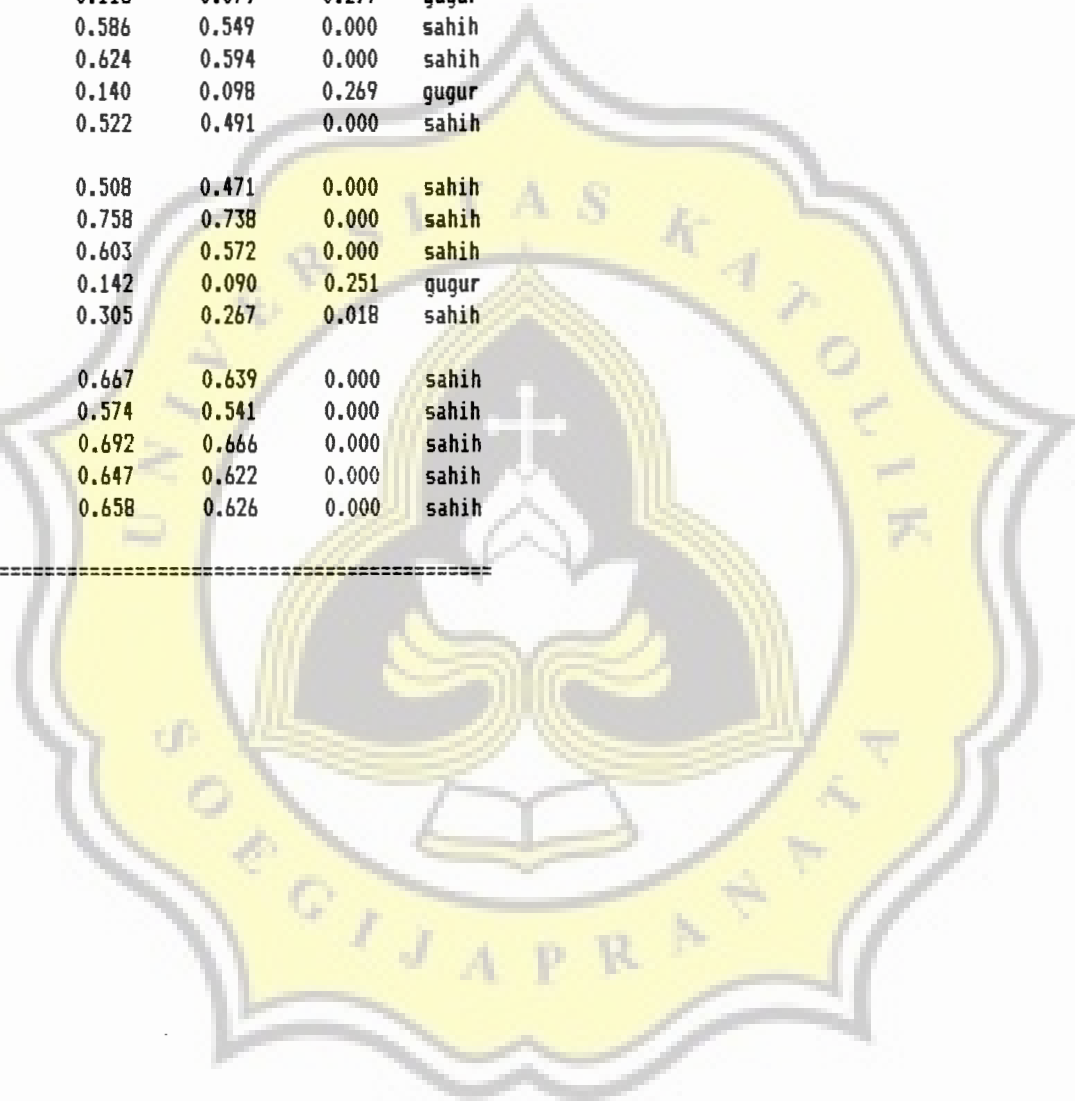 gugur
0.586 0.549 0.000 sahih
0.624 0.594 0.000 sahih
0.140 0.098 0.269 gugur
0.522 0.491 0.000 sahih
0.508 0.471 0.000 sahih
0.758 0.738 0.000 sahih
0.603 0.572 0.000 sahih
0.142 0.090 0.251 gugur
0.305 0.267 0.018 sahih
0.667 0.639 0.000 sahih
0.574 0.541 0.000 sahih
0.692 0.666 0.000 sahih
0.647 0.622 0.000 sahih
0.658 0.626 0.000 sahih
UNIVERSITAS KATOLIK
SOEGIJAPRANATA